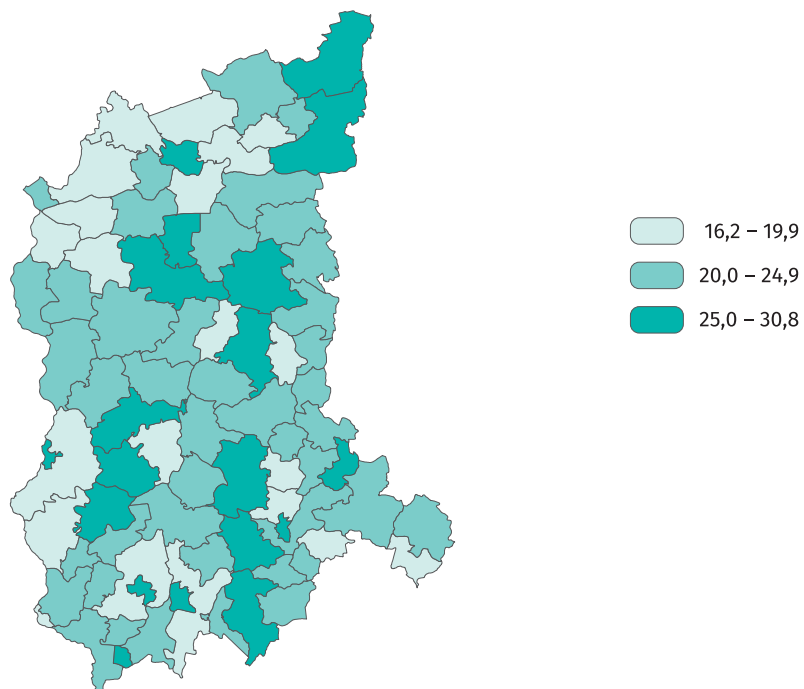 16,2 – 19,9
20,0 – 24,9
25,0 – 30,8